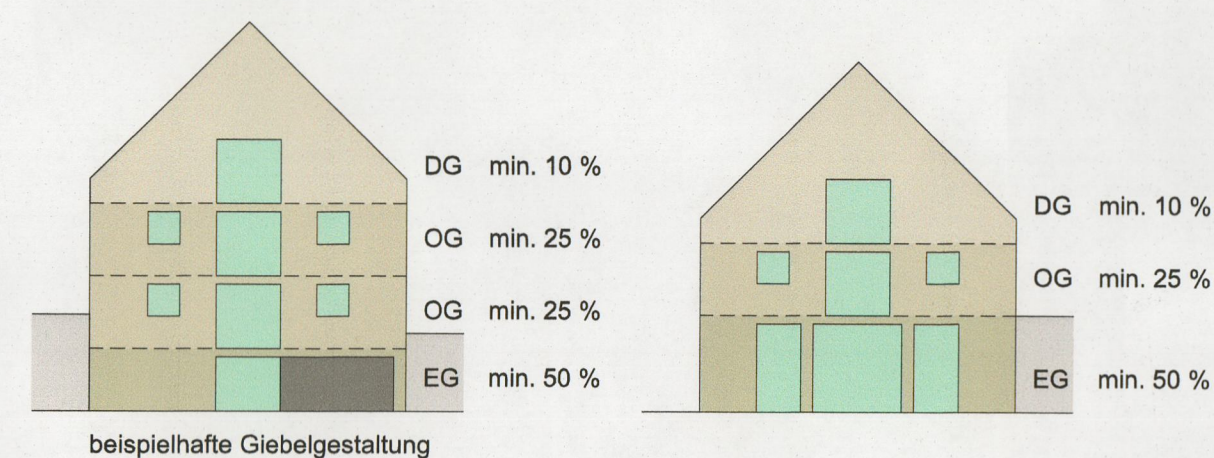 DG min. 10 %
OG min. 25 %
OG min. 25 %
EG min. 50 %
beispielhafte Giebelgestaltung
DG min. 10 %
OG min. 25 %
EG min. 50 %